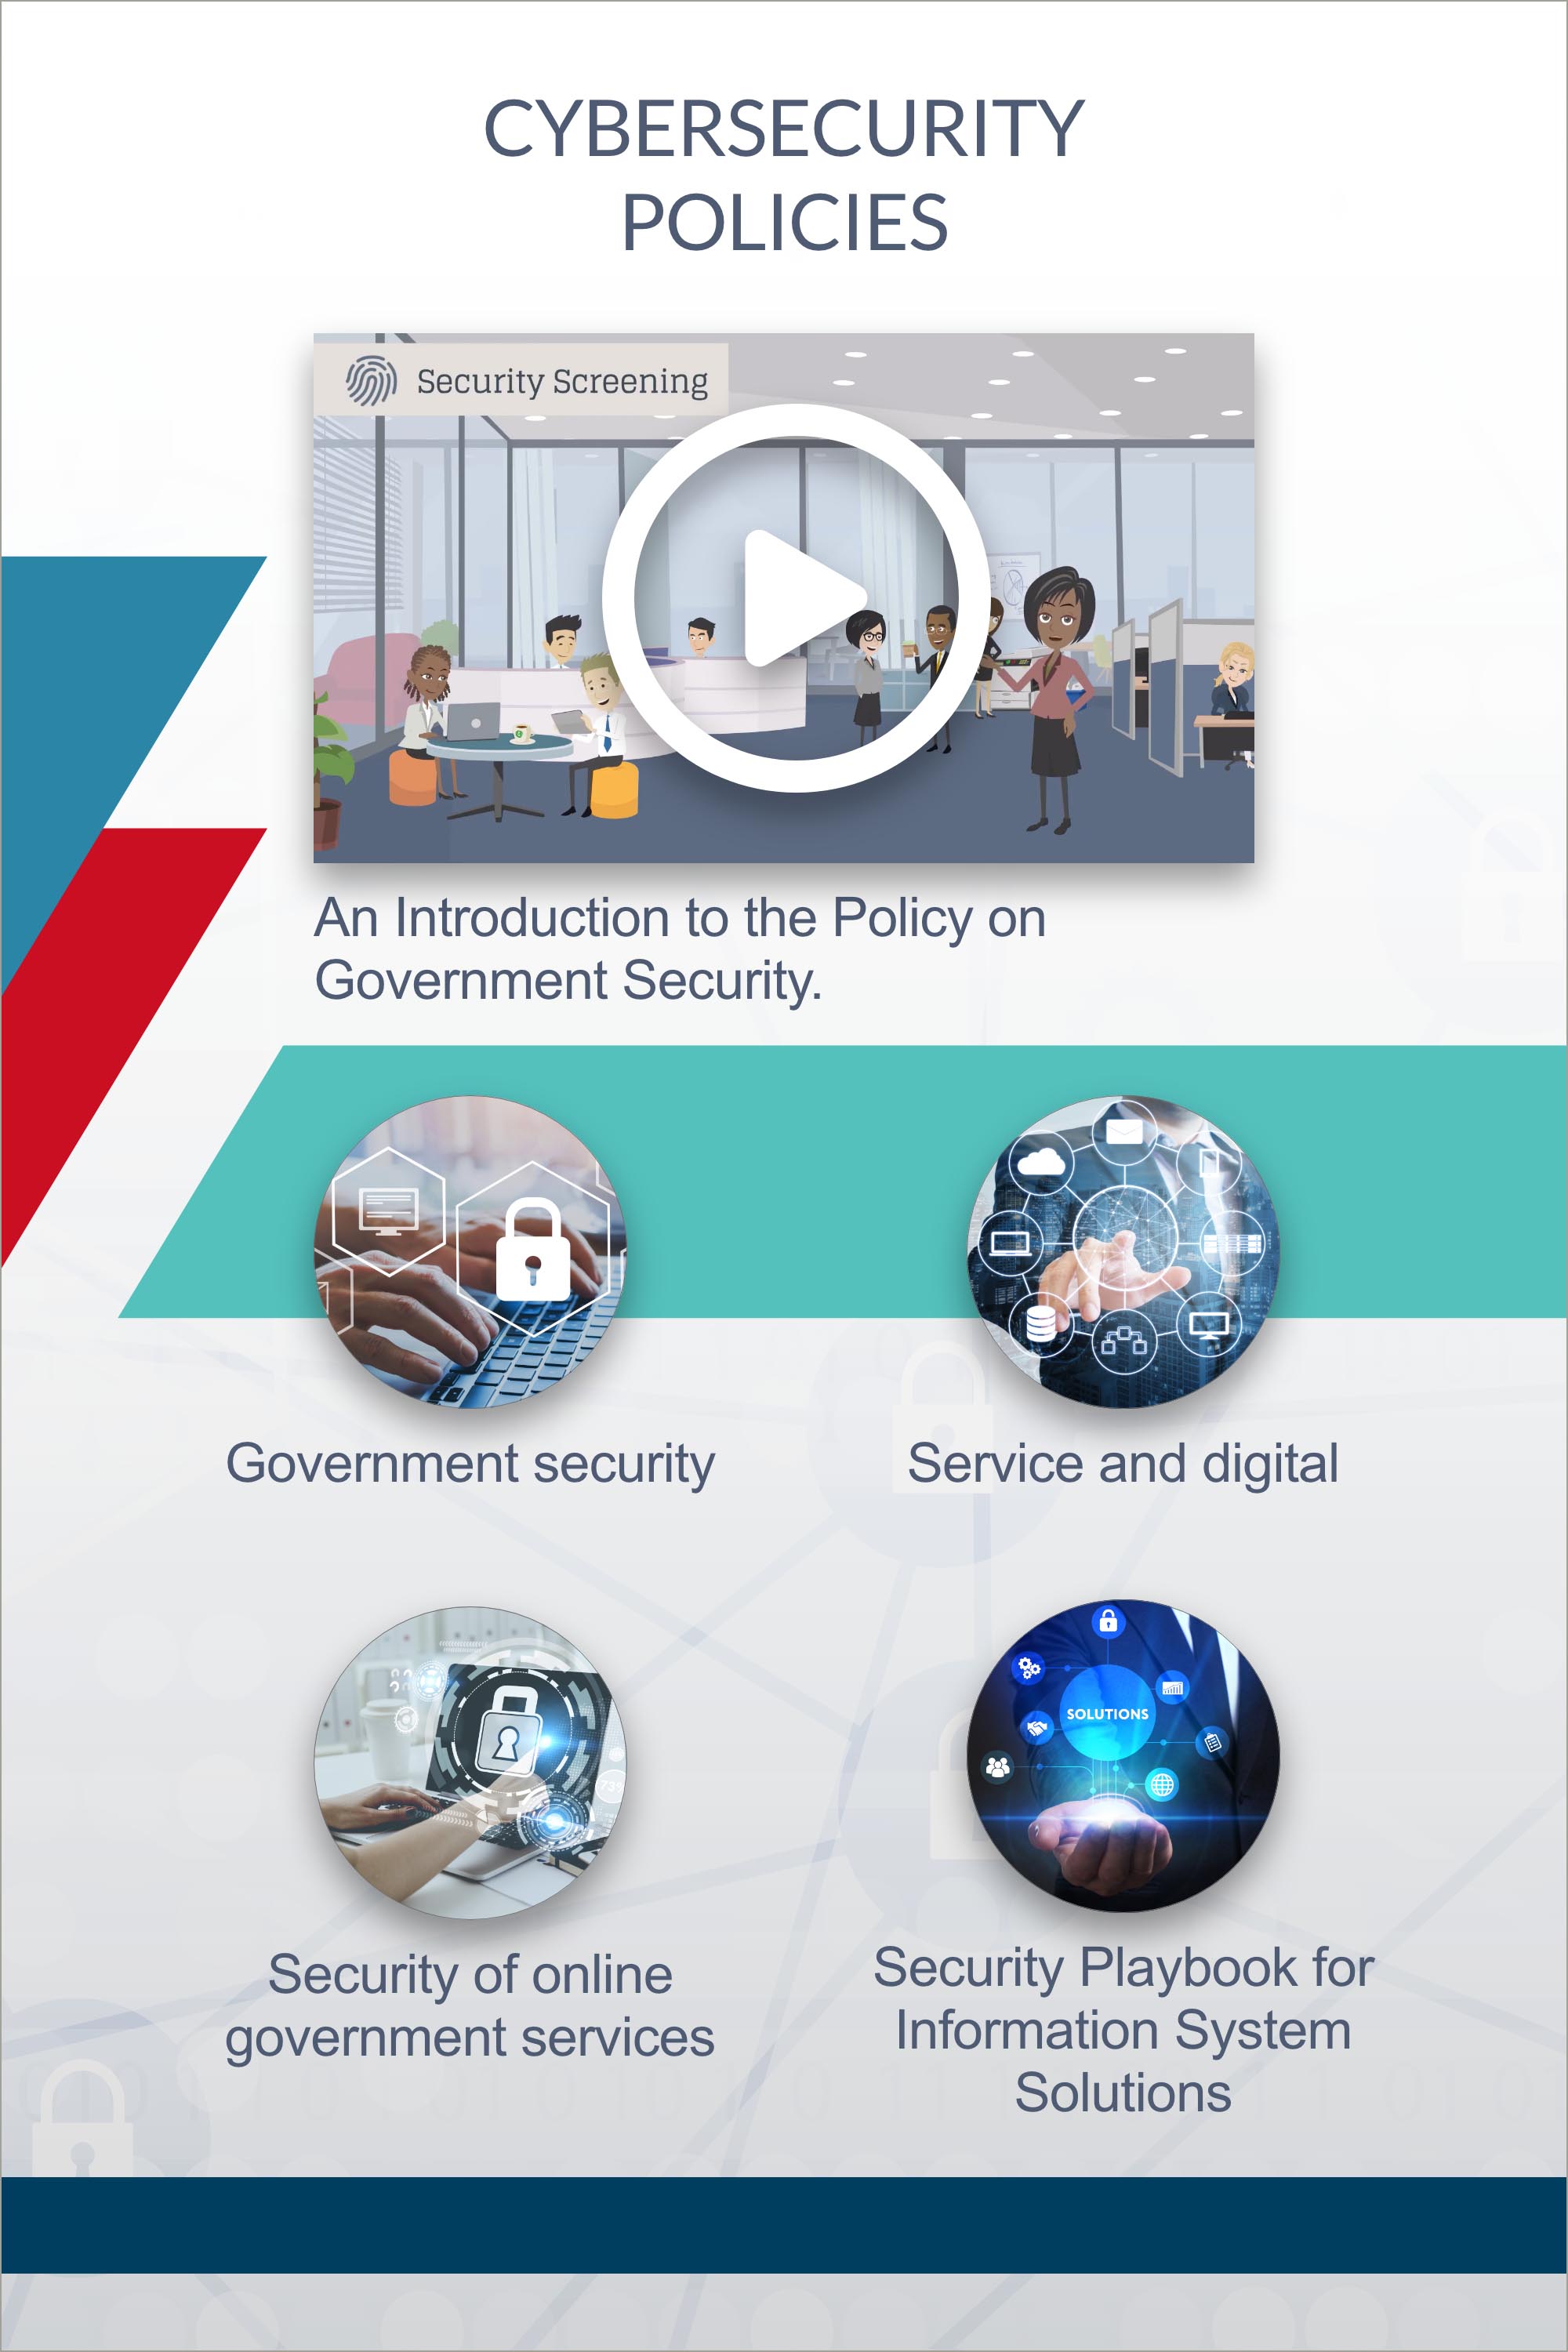 CYBERSECURITY
POLICIES
Security Screening
An Introduction to the Policy on
Government Security.
Government security
Service and digital
73%
SOLUTIONS
Security of online
government services
Security Playbook for
Information System
Solutions